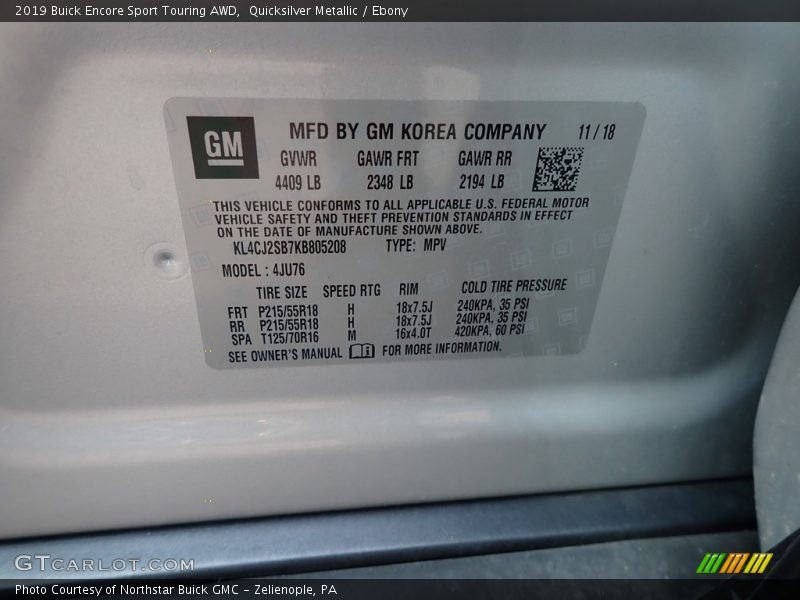 2019 Buick Encore Sport Touring AWD,  Quicksilver Metallic / Ebony
GM
MFD BY GM KOREA COMPANY 11 / 18
GVWR GAWR FRT GAWR RR
4409 LB 2348 LB 2194 LB
THIS VEHICLE CONFORMS TO ALL APPLICABLE U.S. FEDERAL MOTOR
VEHICLE SAFETY AND THEFT PREVENTION STANDARDS IN EFFECT
ON THE DATE OF MANUFACTURE SHOWN ABOVE.
KL4CJ2SB7KB805208 TYPE: MPV
MODEL : 4JU76
TIRE SIZE SPEED RTG RIM COLD TIRE PRESSURE
FRT P215/55R18 H 18x7.5J 240KPA, 35 PSI
RR P215/55R18 H 18x7.5J 240KPA, 35 PSI
SPA T125/70R16 M 16x4.0T 420KPA, 60 PSI
SEE OWNER'S MANUAL FOR MORE INFORMATION.
GTCARLOT.COM
Photo Courtesy of Northstar Buick GMC - Zelienople, PA